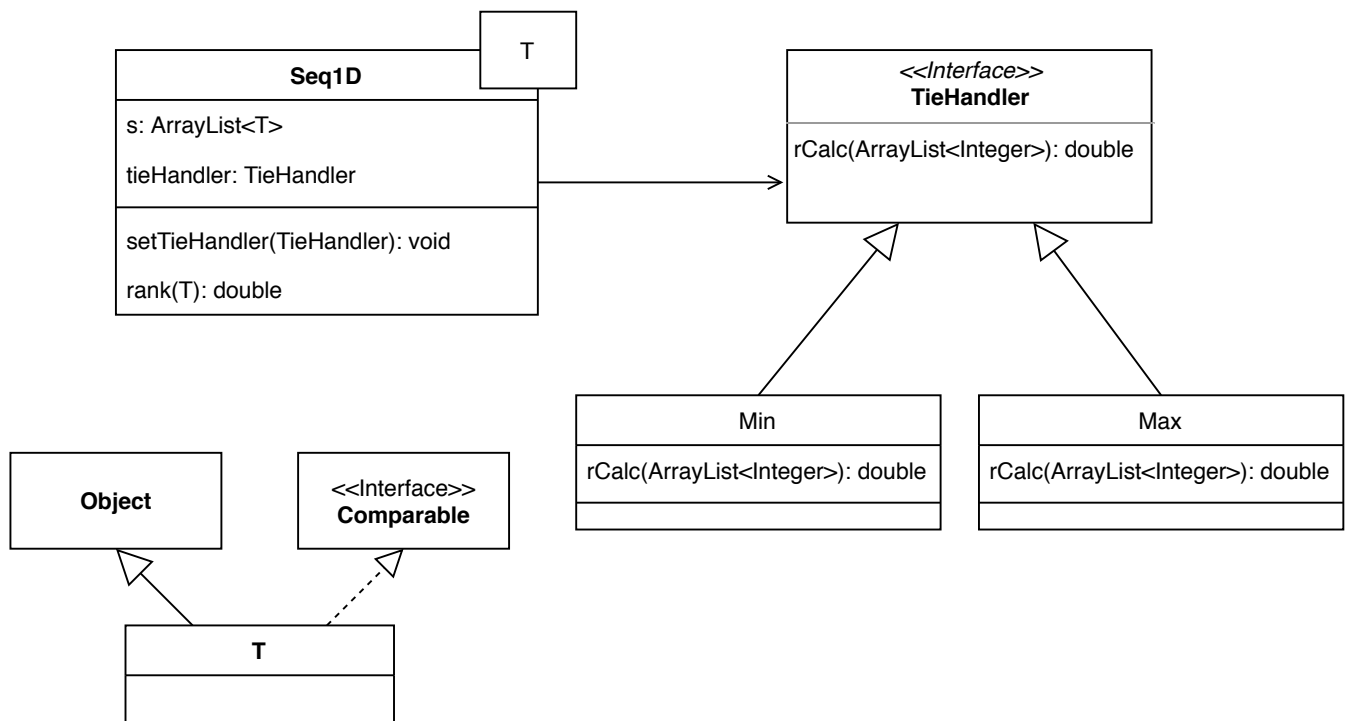 T
Seq1D
s: ArrayList<T>
tieHandler: TieHandler
setTieHandler(TieHandler): void
rank(T): double
<<Interface>>
TieHandler
rCalc(ArrayList<Integer>): double
Min
rCalc(ArrayList<Integer>): double
Max
rCalc(ArrayList<Integer>): double
Object
<<Interface>>
Comparable
T